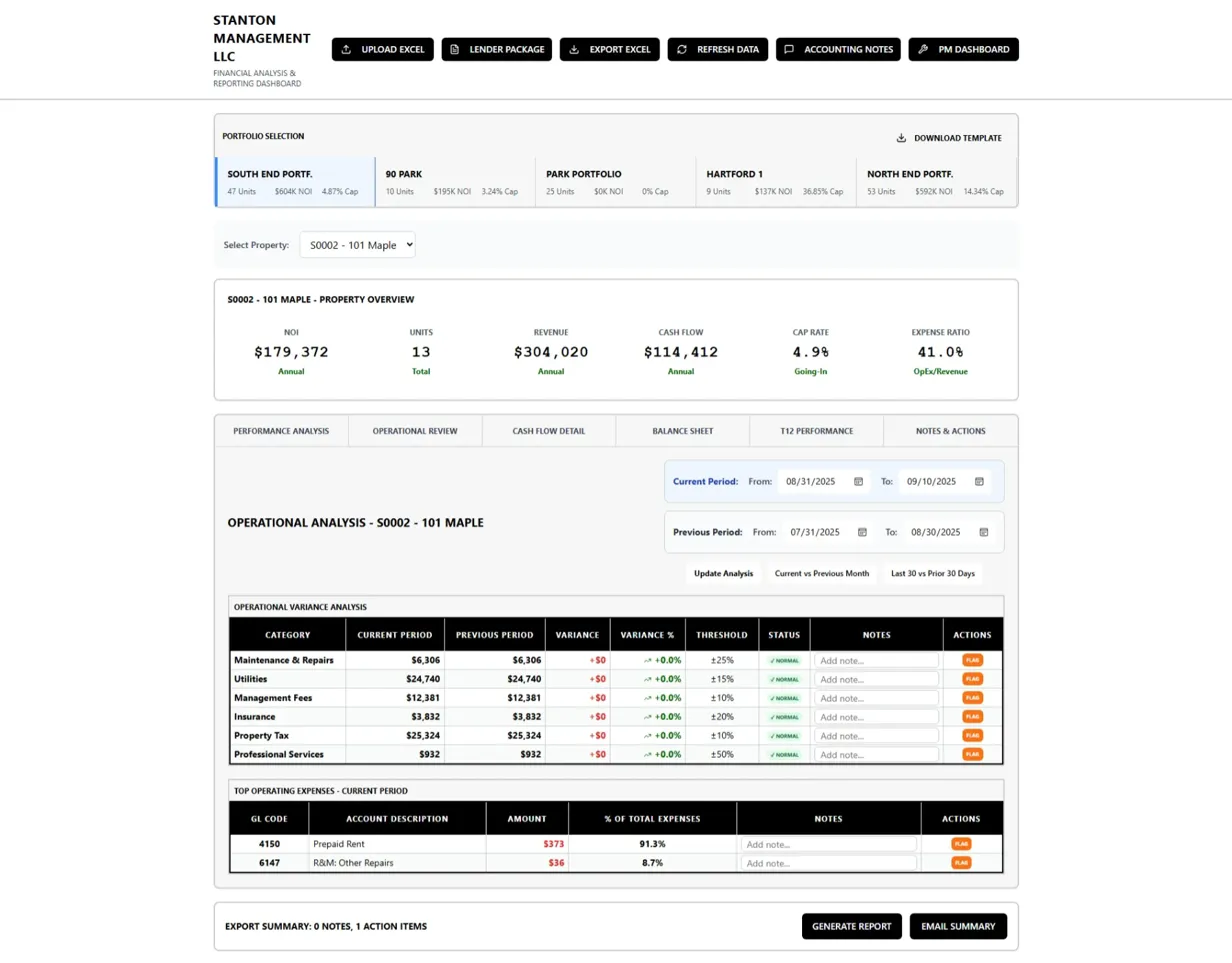 STANTON
MANAGEMENT
LLC
FINANCIAL ANALYSIS &
REPORTING DASHBOARD
UPLOAD EXCEL LENDER PACKAGE EXPORT EXCEL REFRESH DATA ACCOUNTING NOTES PM DASHBOARD
PORTFOLIO SELECTION DOWNLOAD TEMPLATE
SOUTH END PORTF. 90 PARK PARK PORTFOLIO HARTFORD 1 NORTH END PORTF.
47 Units $604K NOI 4.87% Cap 10 Units $195K NOI 3.24% Cap 25 Units $0K NOI 0% Cap 9 Units $137K NOI 36.85% Cap 53 Units $592K NOI 14.34% Cap
Select Property: S0002 - 101 Maple
S0002 - 101 MAPLE - PROPERTY OVERVIEW
NOI UNITS REVENUE CASH FLOW CAP RATE EXPENSE RATIO
$179,372 13 $304,020 $114,412 4.9% 41.0%
Annual Total Annual Annual Going-In OpEx/Revenue
PERFORMANCE ANALYSIS OPERATIONAL REVIEW CASH FLOW DETAIL BALANCE SHEET T12 PERFORMANCE NOTES & ACTIONS
Current Period: From: 08/31/2025 To: 09/10/2025
OPERATIONAL ANALYSIS - S0002 - 101 MAPLE
Previous Period: From: 07/31/2025 To: 08/30/2025
Update Analysis Current vs Previous Month Last 30 vs Prior 30 Days
OPERATIONAL VARIANCE ANALYSIS
CATEGORY CURRENT PERIOD PREVIOUS PERIOD VARIANCE VARIANCE % THRESHOLD STATUS NOTES ACTIONS
Maintenance & Repairs $6,306 $6,306 +$0 +0.0% ±25% ✓ NORMAL Add note... FLAG
Utilities $24,740 $24,740 +$0 +0.0% ±15% ✓ NORMAL Add note... FLAG
Management Fees $12,381 $12,381 +$0 +0.0% ±10% ✓ NORMAL Add note... FLAG
Insurance $3,832 $3,832 +$0 +0.0% ±20% ✓ NORMAL Add note... FLAG
Property Tax $25,324 $25,324 +$0 +0.0% ±10% ✓ NORMAL Add note... FLAG
Professional Services $932 $932 +$0 +0.0% ±50% ✓ NORMAL Add note... FLAG
TOP OPERATING EXPENSES - CURRENT PERIOD
GL CODE ACCOUNT DESCRIPTION AMOUNT % OF TOTAL EXPENSES NOTES ACTIONS
4150 Prepaid Rent $373 91.3% Add note... FLAG
6147 R&M: Other Repairs $36 8.7% Add note... FLAG
EXPORT SUMMARY: 0 NOTES, 1 ACTION ITEMS GENERATE REPORT EMAIL SUMMARY